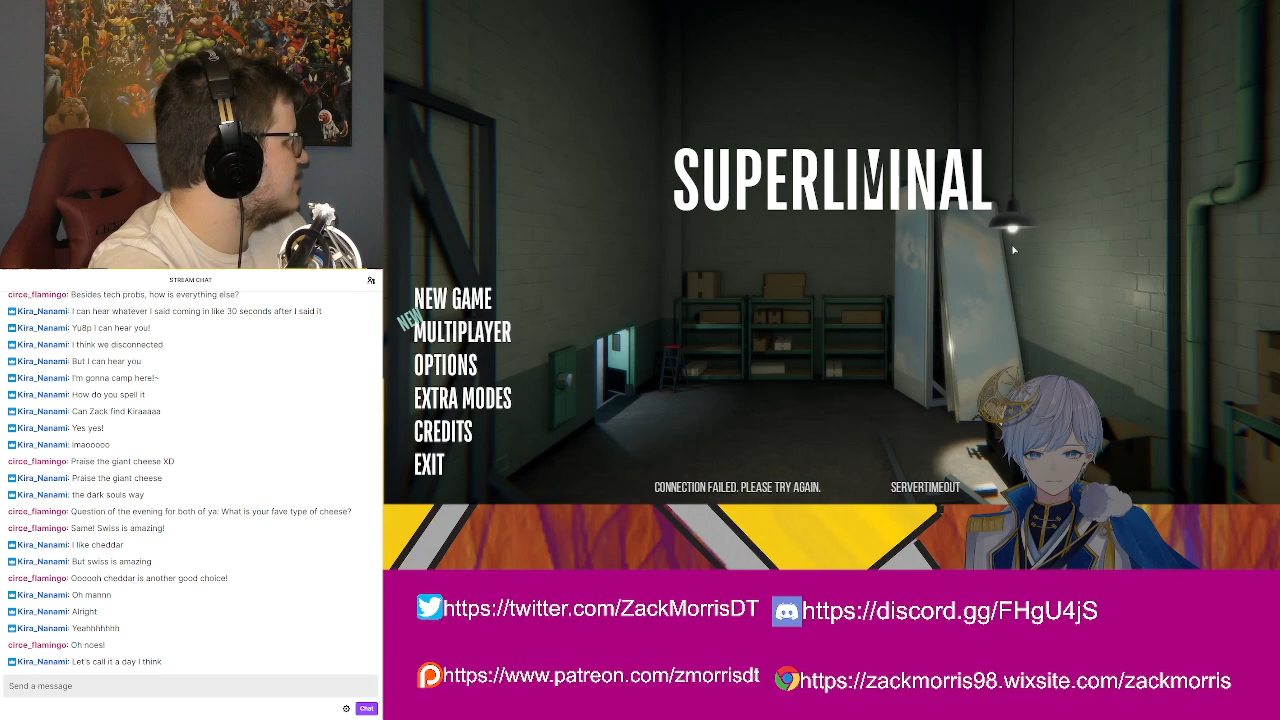 STREAM CHAT
circe_flamingo: Besides tech probs, how is everything else?
Kira_Nanami: I can hear whatever I said coming in like 30 seconds after I said it
Kira_Nanami: Yu8p I can hear you!
Kira_Nanami: I think we disconnected
Kira_Nanami: But I can hear you
Kira_Nanami: I'm gonna camp here!~
Kira_Nanami: How do you spell it
Kira_Nanami: Can Zack find Kiraaaaa
Kira_Nanami: Yes yes!
Kira_Nanami: lmaooooo
circe_flamingo: Praise the giant cheese XD
Kira_Nanami: Praise the giant cheese
Kira_Nanami: the dark souls way
circe_flamingo: Question of the evening for both of ya: What is your fave type of cheese?
circe_flamingo: Same! Swiss is amazing!
Kira_Nanami: I like cheddar
Kira_Nanami: But swiss is amazing
circe_flamingo: Oooooh cheddar is another good choice!
Kira_Nanami: Oh mannn
Kira_Nanami: Alright
Kira_Nanami: Yeahhhhhhh
circe_flamingo: Oh noes!
Kira_Nanami: Let's call it a day I think
Send a message
Chat
SUPERLIMINAL
NEW GAME
NEW
MULTIPLAYER
OPTIONS
EXTRA MODES
CREDITS
EXIT
CONNECTION FAILED. PLEASE TRY AGAIN.
SERVERTIMEOUT
https://twitter.com/ZackMorrisDT
https://discord.gg/FHgU4jS
https://www.patreon.com/zmorrisdt
https://zackmorris98.wixsite.com/zackmorris